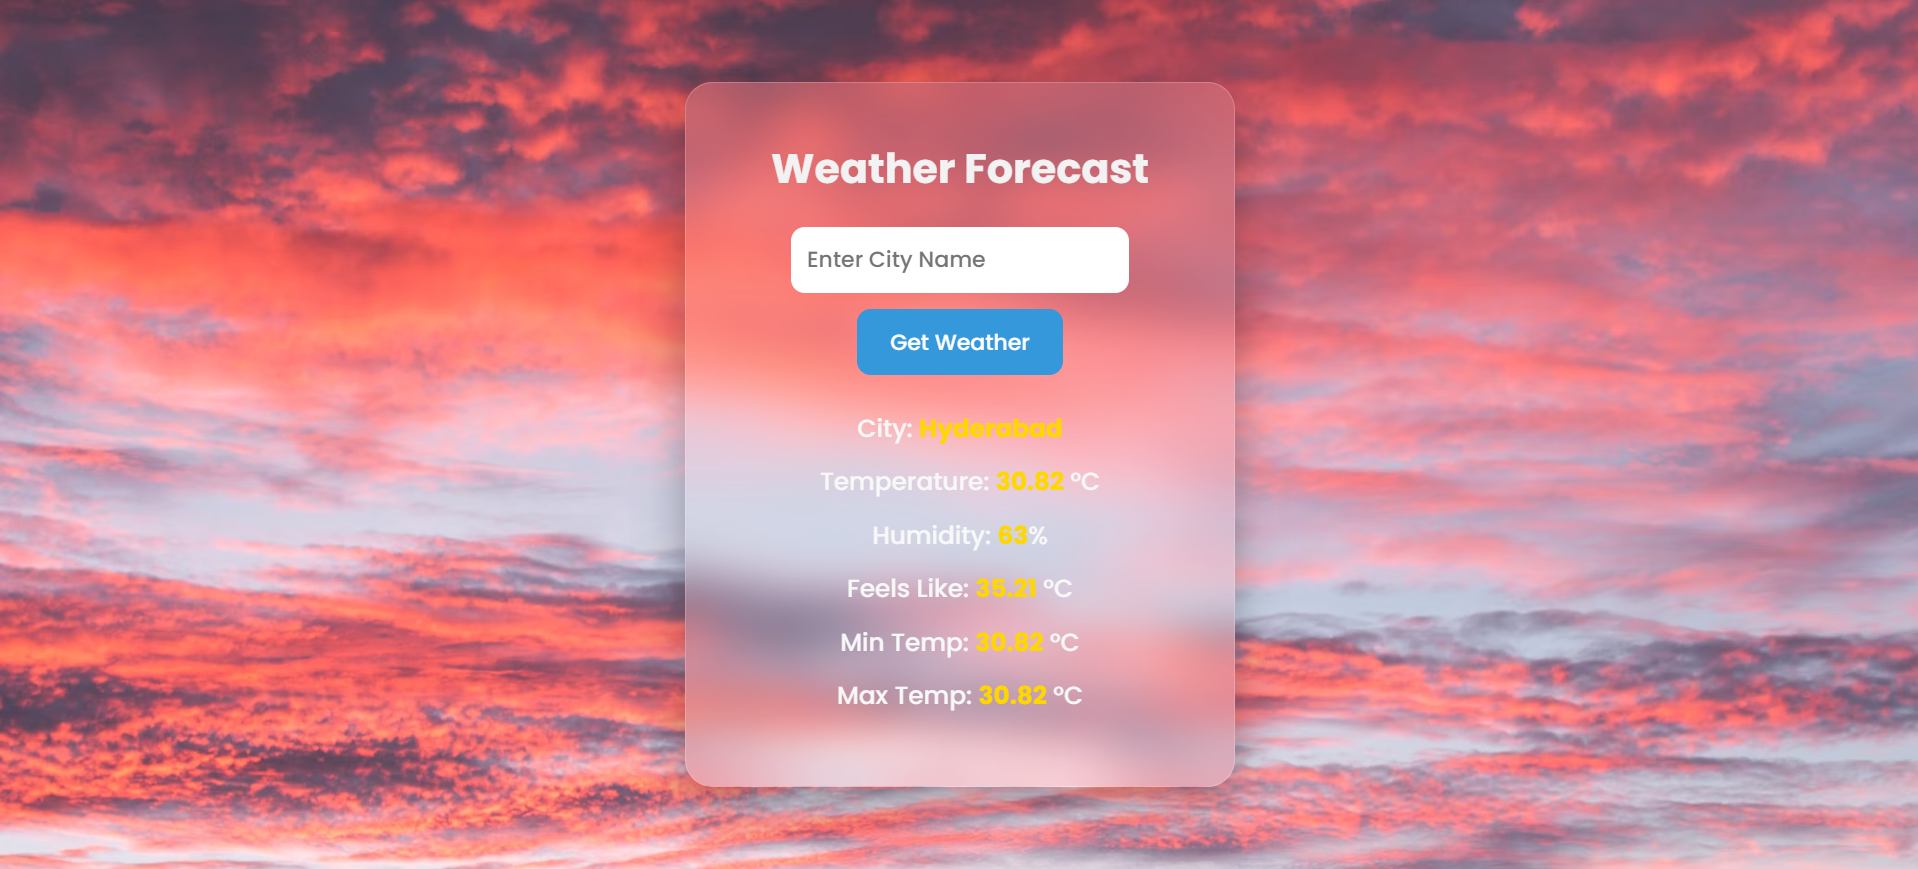 Weather Forecast
Enter City Name
Get Weather
City: Hyderabad
Temperature: 30.82 °C
Humidity: 63%
Feels Like: 35.21 °C
Min Temp: 30.82 °C
Max Temp: 30.82 °C